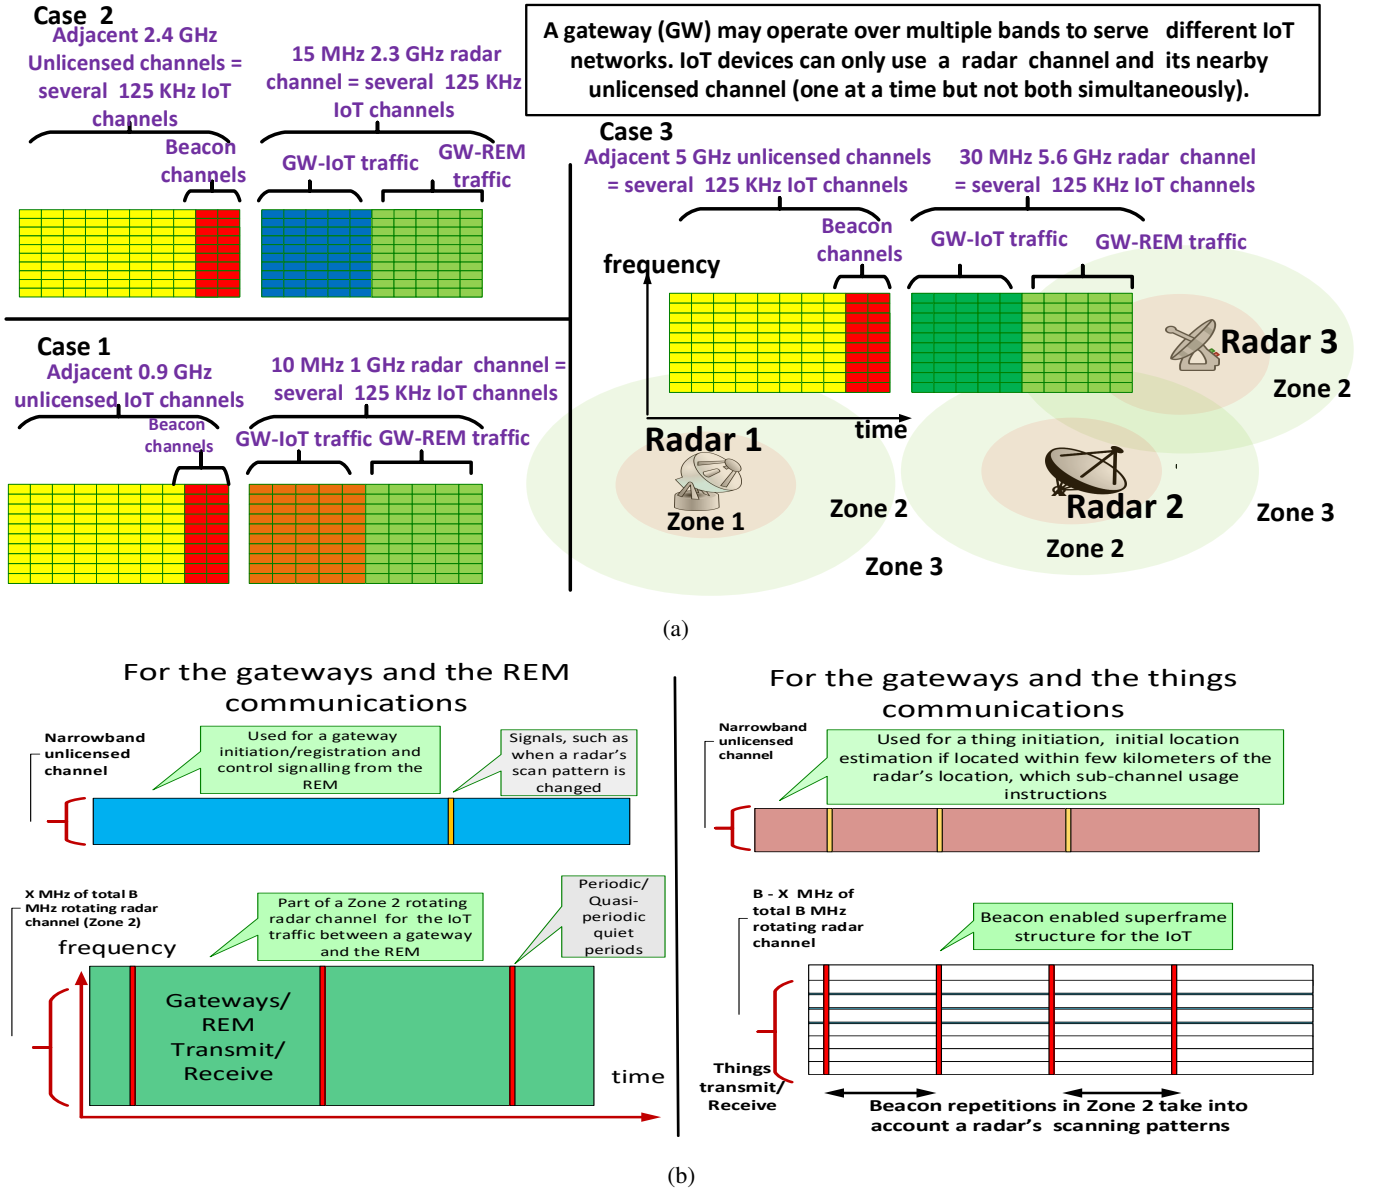 Case 2
Adjacent 2.4 GHz
Unlicensed channels =
several 125 KHz IoT
channels
Beacon
channels
15 MHz 2.3 GHz radar
channel = several 125 KHz
IoT channels
GW-IoT traffic
GW-REM
traffic
A gateway (GW) may operate over multiple bands to serve different IoT
networks. IoT devices can only use a radar channel and its nearby
unlicensed channel (one at a time but not both simultaneously).
Case 1
Adjacent 0.9 GHz
unlicensed IoT channels
Beacon
channels
10 MHz 1 GHz radar channel =
several 125 KHz IoT channels
GW-IoT traffic
GW-REM traffic
Case 3
Adjacent 5 GHz unlicensed channels
= several 125 KHz IoT channels
Beacon
channels
30 MHz 5.6 GHz radar channel
= several 125 KHz IoT channels
GW-IoT traffic
GW-REM traffic
frequency
time
Radar 3
Zone 2
Radar 1
Zone 1
Zone 2
Zone 3
Radar 2
Zone 2
Zone 3
(a)
For the gateways and the REM
communications
Narrowband
unlicensed
channel
Used for a gateway
initiation/registration and
control signalling from the
REM
Signals, such as
when a radar's
scan pattern is
changed
X MHz of total B
MHz rotating radar
channel (Zone 2)
frequency
Part of a Zone 2 rotating
radar channel for the IoT
traffic between a gateway
and the REM
Periodic/
Quasi-
periodic
quiet
periods
Gateways/
REM
Transmit/
Receive
time
For the gateways and the things
communications
Narrowband
unlicensed
channel
Used for a thing initiation, initial location
estimation if located within few kilometers of the
radar's location, which sub-channel usage
instructions
B - X MHz of
total B MHz
rotating radar
channel
Beacon enabled superframe
structure for the IoT
Things
transmit/
Receive
Beacon repetitions in Zone 2 take into
account a radar's scanning patterns
(b)